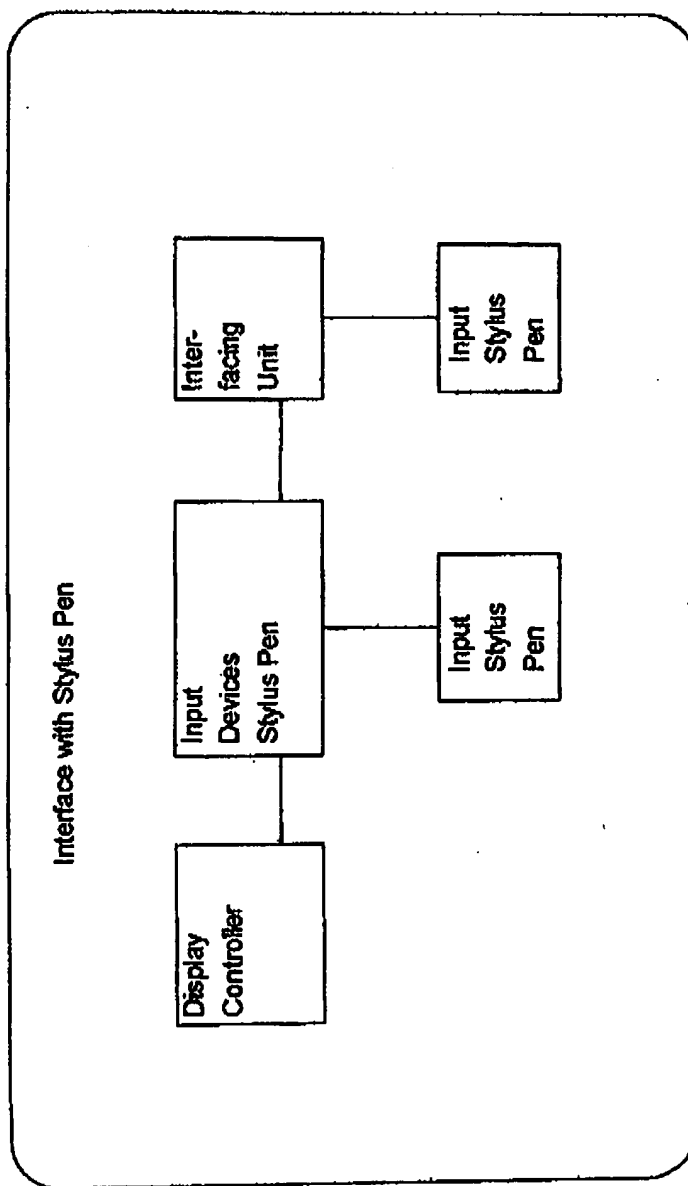 Interface with Stylus Pen
Display
Controller
Input
Devices
Stylus Pen
Inter-
facing
Unit
Input
Stylus
Pen
Input
Stylus
Pen